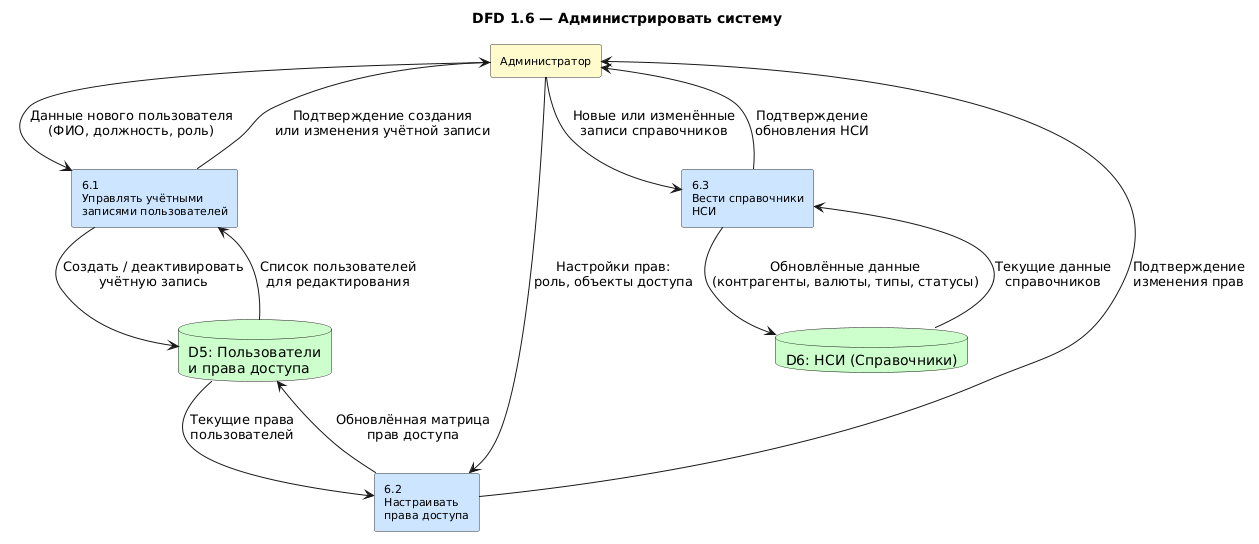 DFD 1.6 — Администрировать систему
Администратор
Данные нового пользователя
(ФИО, должность, роль)
Подтверждение создания
или изменения учётной записи
Новые или изменённые
записи справочников
Подтверждение
обновления НСИ
6.1
Управлять учётными
записями пользователей
6.3
Вести справочники
НСИ
Создать / деактивировать
учётную запись
Список пользователей
для редактирования
Настройки прав:
роль, объекты доступа
Обновлённые данные
(контрагенты, валюты, типы, статусы)
Текущие данные
справочников
Подтверждение
изменения прав
D5: Пользователи
и права доступа
D6: НСИ (Справочники)
Текущие права
пользователей
Обновлённая матрица
прав доступа
6.2
Настраивать
права доступа